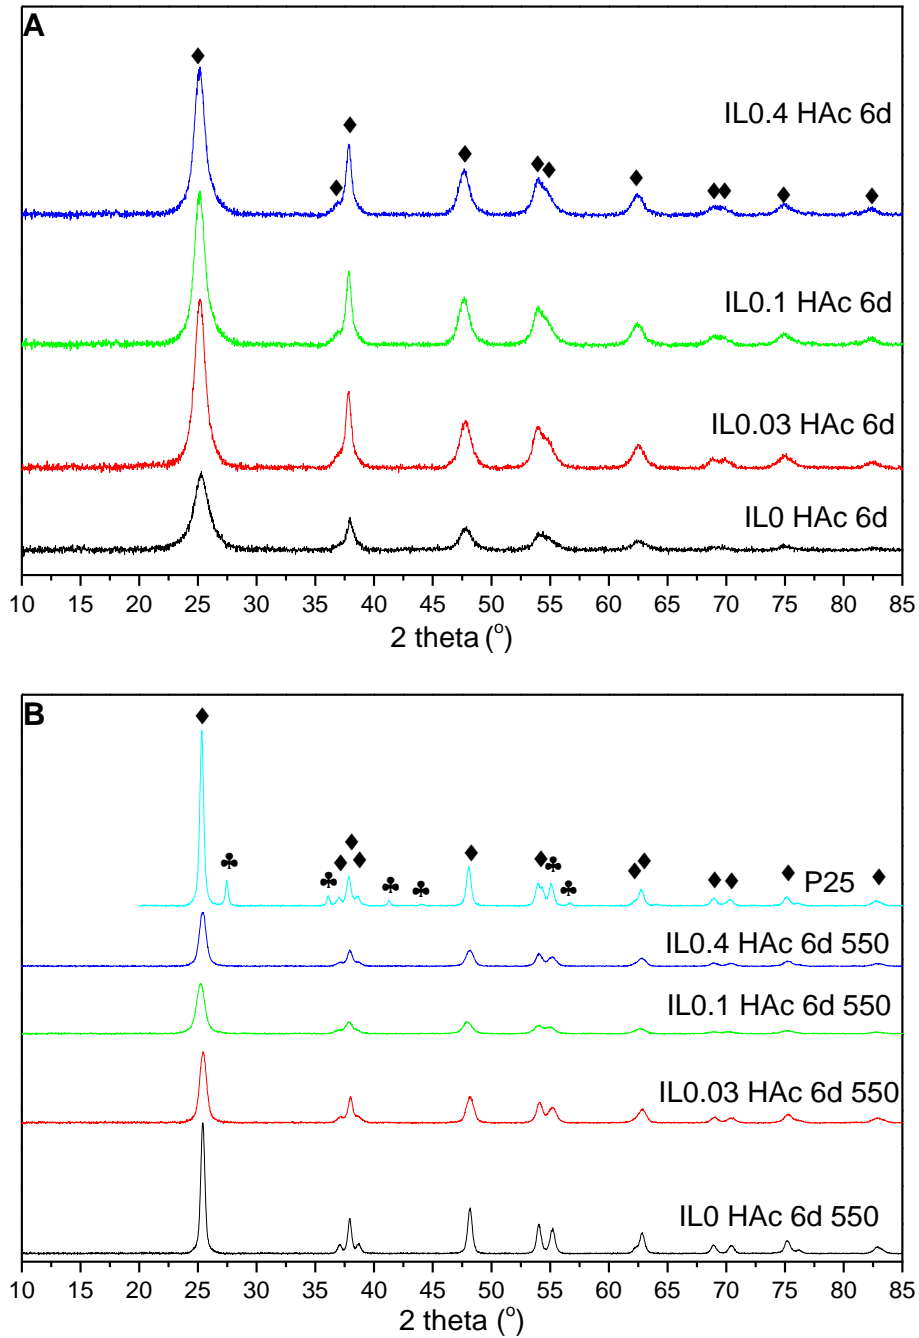 A
IL0.4 HAc 6d
IL0.1 HAc 6d
IL0.03 HAc 6d
IL0 HAc 6d
10 15 20 25 30 35 40 45 50 55 60 65 70 75 80 85
2 theta (o)
B
P25
IL0.4 HAc 6d 550
IL0.1 HAc 6d 550
IL0.03 HAc 6d 550
IL0 HAc 6d 550
10 15 20 25 30 35 40 45 50 55 60 65 70 75 80 85
2 theta (o)